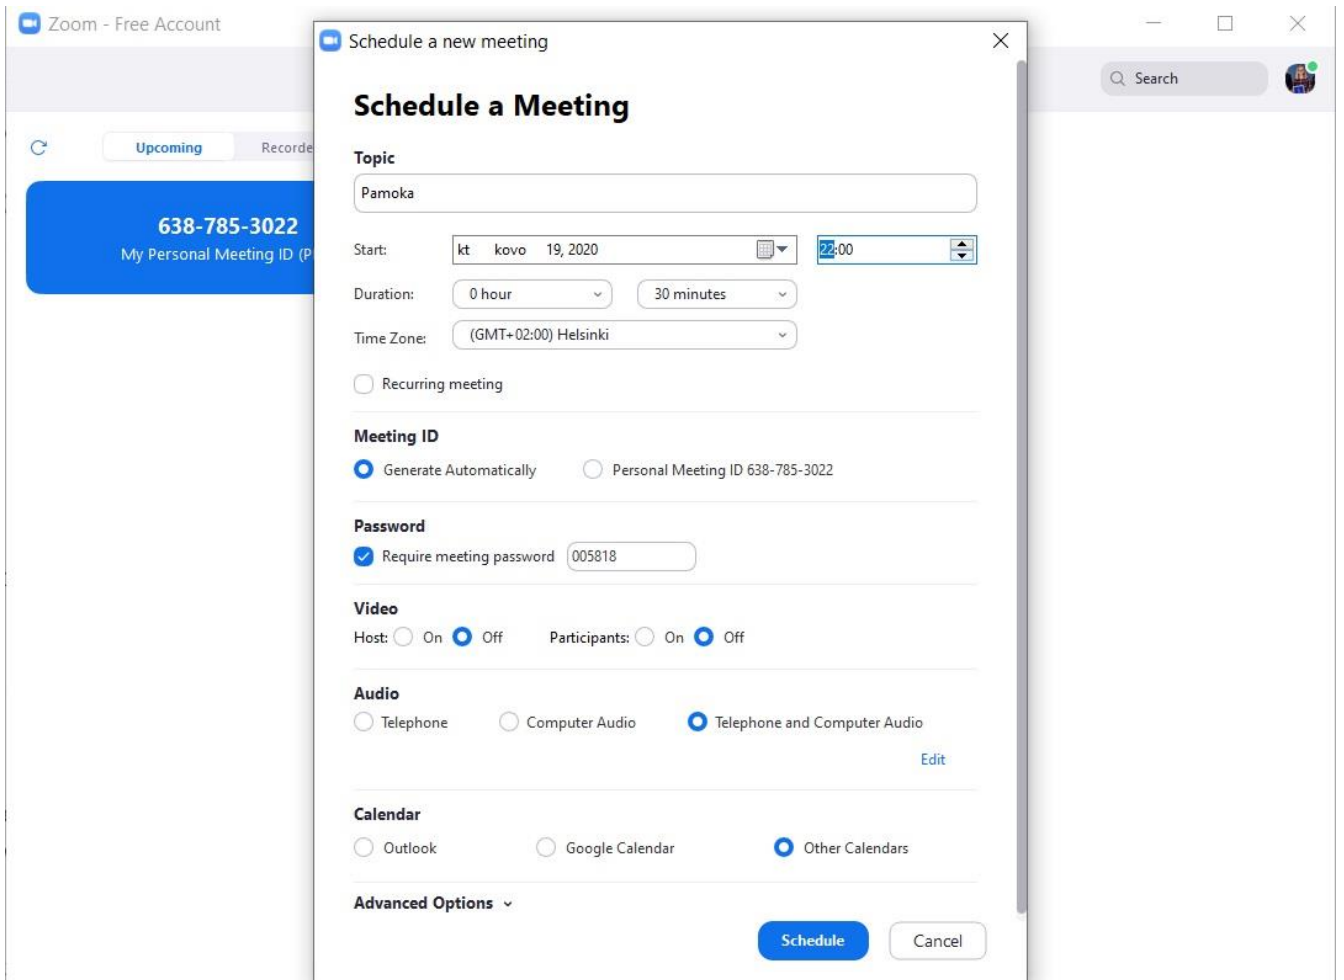 Zoom - Free Account
Schedule a new meeting
Search
Schedule a Meeting
Upcoming
Recorde
Topic
Pamoka
638-785-3022
My Personal Meeting ID (P
Start: kt kovo 19, 2020 22:00
Duration: 0 hour 30 minutes
Time Zone: (GMT+02:00) Helsinki
Recurring meeting
Meeting ID
Generate Automatically Personal Meeting ID 638-785-3022
Password
Require meeting password 005818
Video
Host: On Off Participants: On Off
Audio
Telephone Computer Audio Telephone and Computer Audio
Edit
Calendar
Outlook Google Calendar Other Calendars
Advanced Options
Schedule Cancel